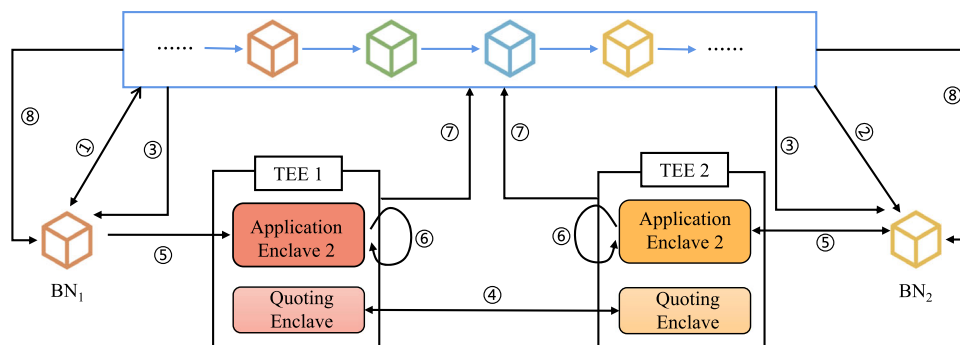 ...... ......
⑧ ⑧
① ③ ⑦ ⑦ ③ ②
TEE 1 TEE 2
Application
Enclave 2
Application
Enclave 2
⑤ ⑥ ⑥ ⑤
BN₁ BN₂
Quoting
Enclave
④
Quoting
Enclave